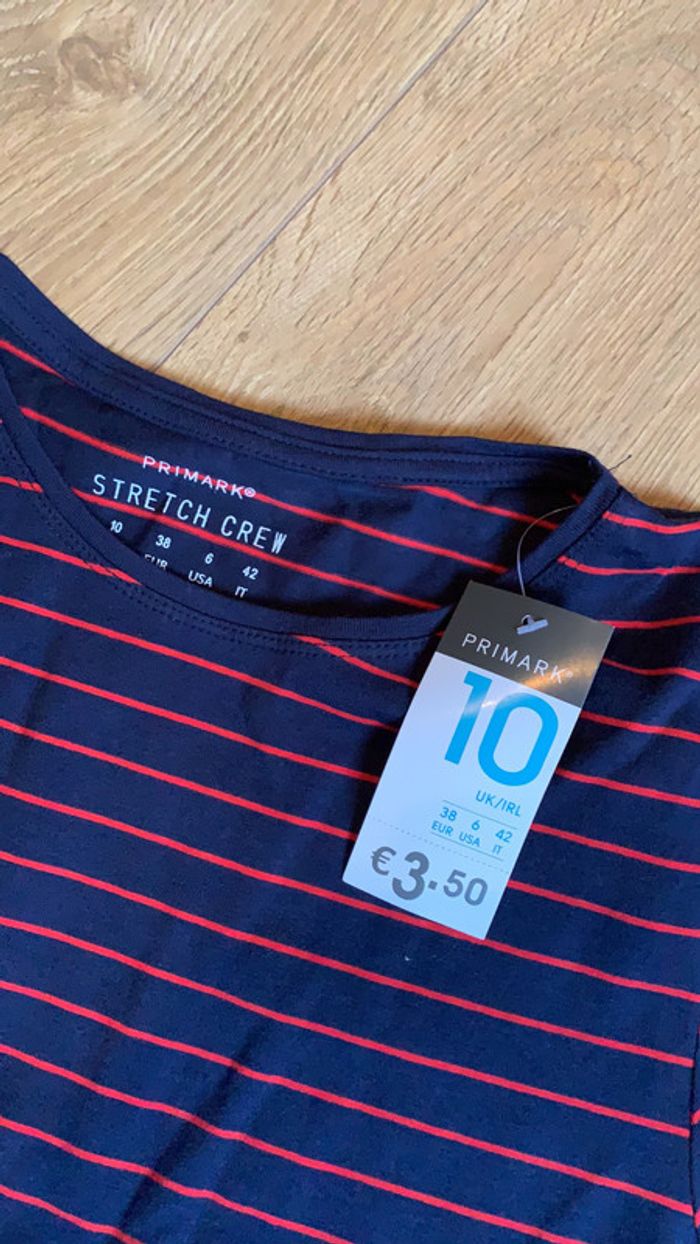 PRIMARK®
STRETCH CREW
10 38 6 42
EUR USA IT
PRIMARK®
10
UK/IRL
38 6 42
EUR USA IT
€3.50